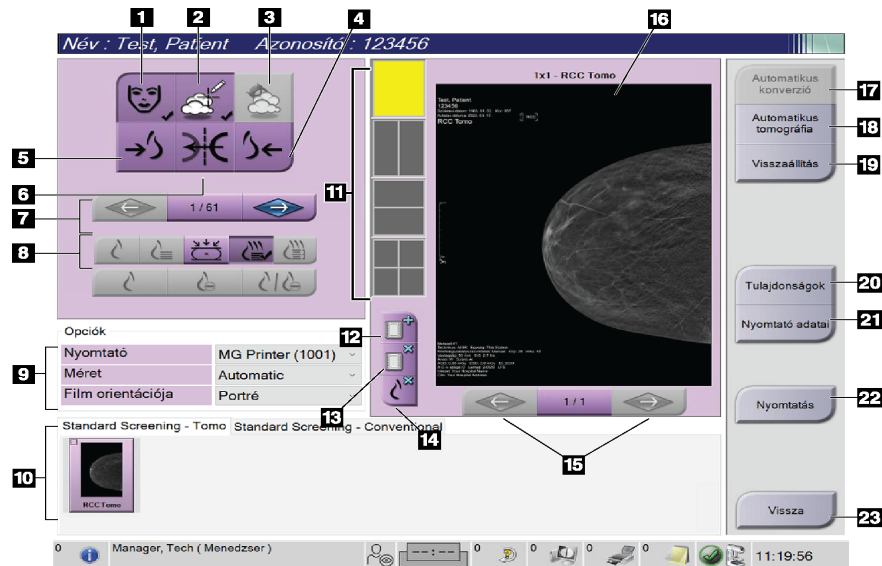 1
2
3
4
16
Név : Test, Patient Azonosító : 123456
1x1 - RCC Tomo
Automatikus
konverzió
17
Automatikus
tomográfia
18
Visszaállítás
19
Test, Patient
123456
RCC Tomo
5
6
11
7
1 / 61
8
Tulajdonságok
20
Nyomtató adatai
21
Opciók
12
9
Nyomtató
MG Printer (1001)
Méret
Automatic
Film orientációja
Portré
13
14
1 / 1
15
Nyomtatás
22
Standard Screening - Tomo
Standard Screening - Conventional
10
RCC Tomo
Vissza
23
0
Manager, Tech ( Menedzser )
--:--
0
0
0
0
11:19:56